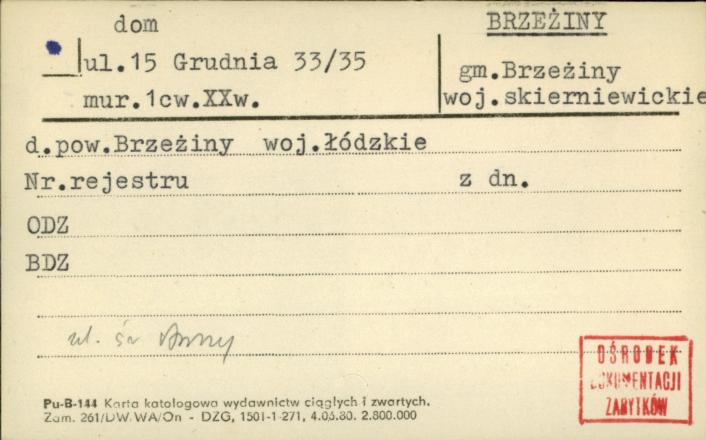 dom
BRZEŻINY
ul.15 Grudnia 33/35
gm.Brzeżiny
mur.1cw.XXw.
woj.skierniewickie
d.pow.Brzeżiny woj.łódzkie
Nr.rejestru z dn.
ODZ
BDZ
ul. św Anny
OŚRODEK
DOKUMENTACJI
ZABYTKÓW
Pu-B-144 Karta katalogowa wydawnictw ciągłych i zwartych.
Zam. 261/DW/WA/On - DZG, 1501-1-271, 4.03.80. 2.800.000